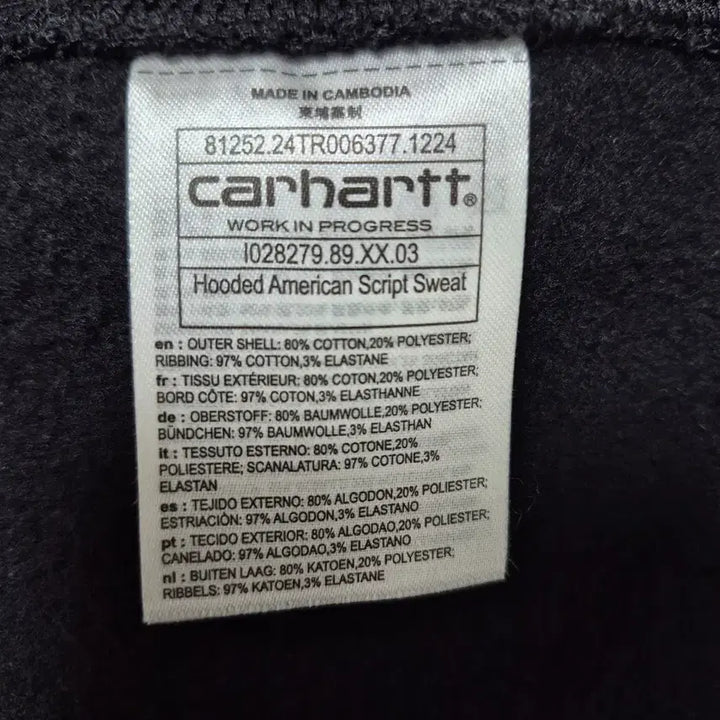 MADE IN CAMBODIA
柬埔寨制
81252.24TR006377.1224
carhartt®
WORK IN PROGRESS
I028279.89.XX.03
Hooded American Script Sweat
en : OUTER SHELL: 80% COTTON,20% POLYESTER;
RIBBING: 97% COTTON,3% ELASTANE
fr : TISSU EXTÉRIEUR: 80% COTON,20% POLYESTER;
BORD CÔTE: 97% COTON,3% ELASTHANNE
de : OBERSTOFF: 80% BAUMWOLLE,20% POLYESTER;
BÜNDCHEN: 97% BAUMWOLLE,3% ELASTHAN
it : TESSUTO ESTERNO: 80% COTONE,20%
POLIESTERE; SCANALATURA: 97% COTONE,3%
ELASTAN
es : TEJIDO EXTERNO: 80% ALGODON,20% POLIESTER;
ESTRIACIÒN: 97% ALGODON,3% ELASTANO
pt : TECIDO EXTERIOR: 80% ALGODAO,20% POLIESTER;
CANELADO: 97% ALGODAO,3% ELASTANO
nl : BUITEN LAAG: 80% KATOEN,20% POLYESTER;
RIBBELS: 97% KATOEN,3% ELASTANE